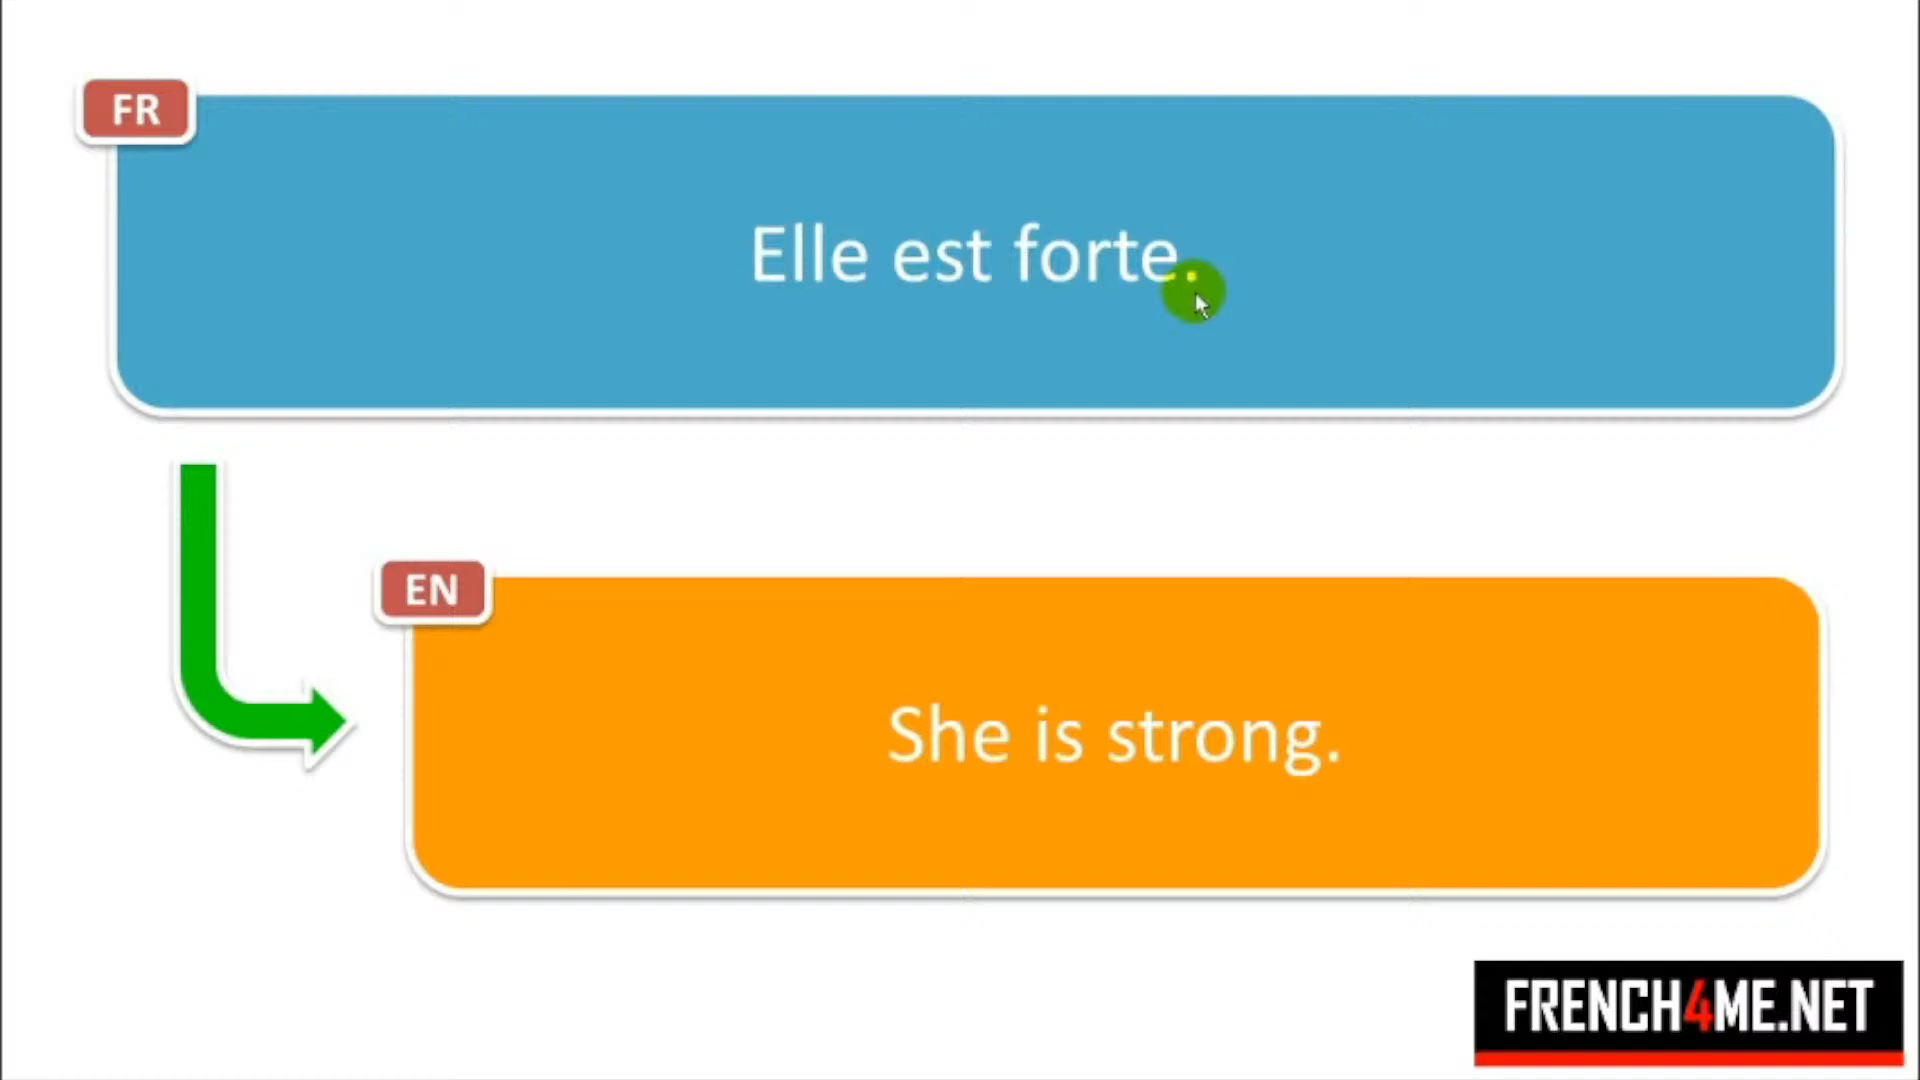 FR
Elle est forte.
EN
She is strong.
FRENCH4ME.NET